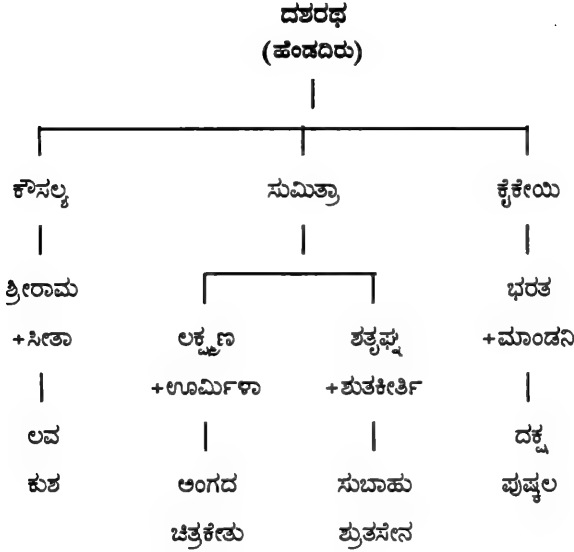 ದಶರಥ
(ಹೆಂಡದಿರು)
ಕೌಸಲ್ಯ ಸುಮಿತ್ರಾ ಕೈಕೇಯಿ
ಶ್ರೀರಾಮ ಭರತ
+ಸೀತಾ ಲಕ್ಷ್ಮಣ ಶತೃಘ್ನ +ಮಾಂಡನಿ
+ಊರ್ಮಿಳಾ +ಶುತಕೀರ್ತಿ
ಲವ ದಕ್ಷ
ಕುಶ ಅಂಗದ ಸುಬಾಹು ಪುಷ್ಕಲ
ಚಿತ್ರಕೇತು ಶ್ರುತಸೇನ